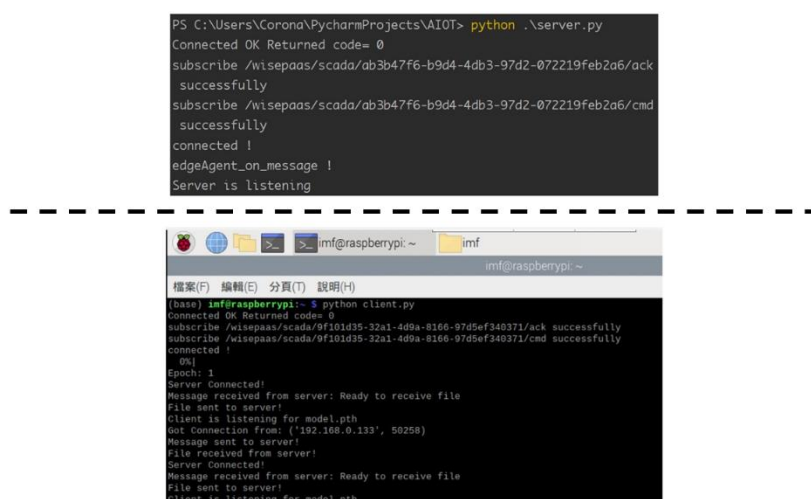 PS C:\Users\Corona\PycharmProjects\AIOT> python .\server.py
Connected OK Returned code= 0
subscribe /wisepaas/scada/ab3b47f6-b9d4-4db3-97d2-072219feb2a6/ack
successfully
subscribe /wisepaas/scada/ab3b47f6-b9d4-4db3-97d2-072219feb2a6/cmd
successfully
connected !
edgeAgent_on_message !
Server is listening
imf@raspberrypi: ~ imf
imf@raspberrypi: ~
檔案(F) 編輯(E) 分頁(T) 說明(H)
(base) imf@raspberrypi:~ $ python client.py
Connected OK Returned code= 0
subscribe /wisepaas/scada/9f101d35-32a1-4d9a-8166-97d5ef340371/ack successfully
subscribe /wisepaas/scada/9f101d35-32a1-4d9a-8166-97d5ef340371/cmd successfully
connected !
0%|
Epoch: 1
Server Connected!
Message received from server: Ready to receive file
File sent to server!
Client is listening for model.pth
Got Connection from: ('192.168.0.133', 50258)
Message sent to server!
File received from server!
Server Connected!
Message received from server: Ready to receive file
File sent to server!
Client is listening for model.pth